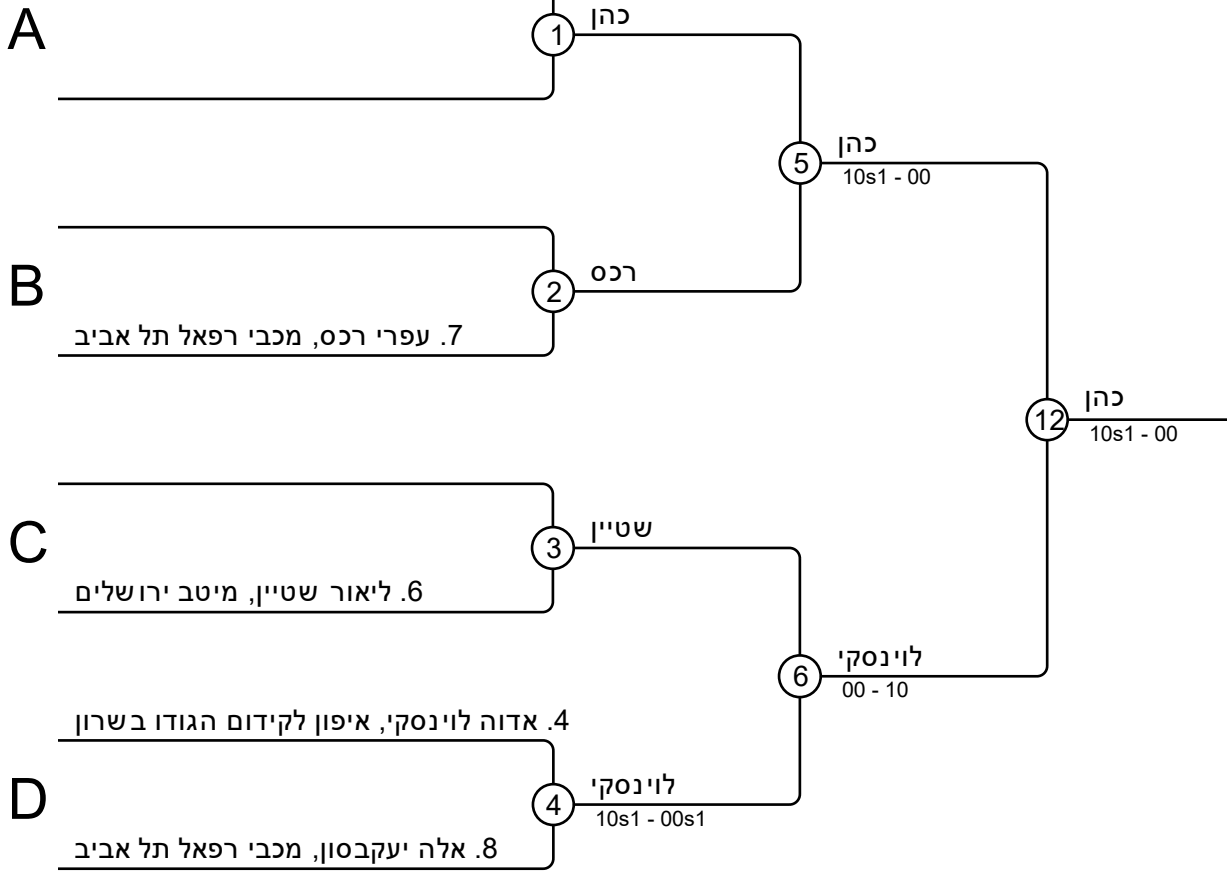 A
1
כהן
5
כהן
10s1 - 00
B
2
רכס
7. עפרי רכס, מכבי רפאל תל אביב
12
כהן
10s1 - 00
C
3
שטיין
6. ליאור שטיין, מיטב ירושלים
6
לוינסקי
00 - 10
4. אדוה לוינסקי, איפון לקידום הגודו בשרון
D
4
לוינסקי
10s1 - 00s1
8. אלה יעקבסון, מכבי רפאל תל אביב